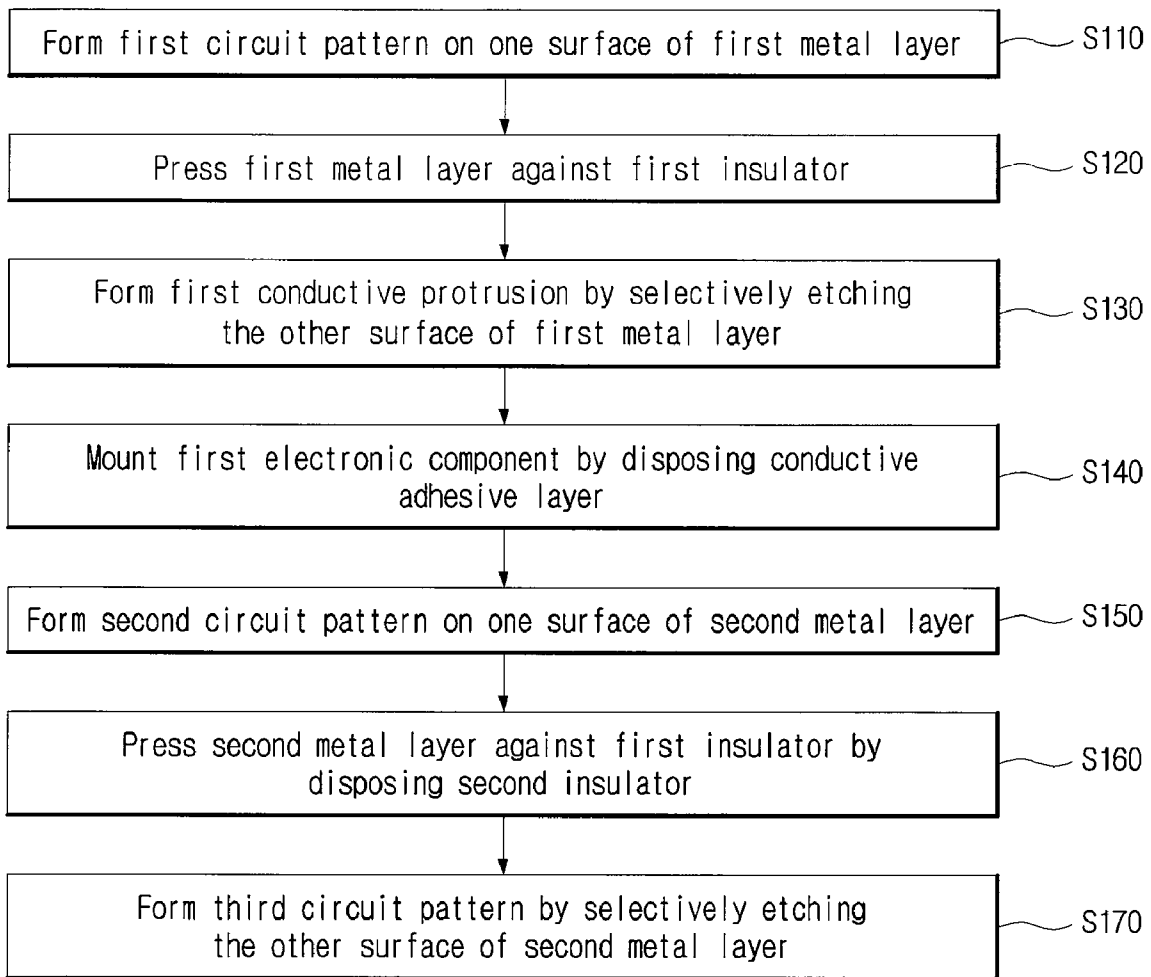 Form first circuit pattern on one surface of first metal layer
S110
Press first metal layer against first insulator
S120
Form first conductive protrusion by selectively etching
the other surface of first metal layer
S130
Mount first electronic component by disposing conductive
adhesive layer
S140
Form second circuit pattern on one surface of second metal layer
S150
Press second metal layer against first insulator by
disposing second insulator
S160
Form third circuit pattern by selectively etching
the other surface of second metal layer
S170